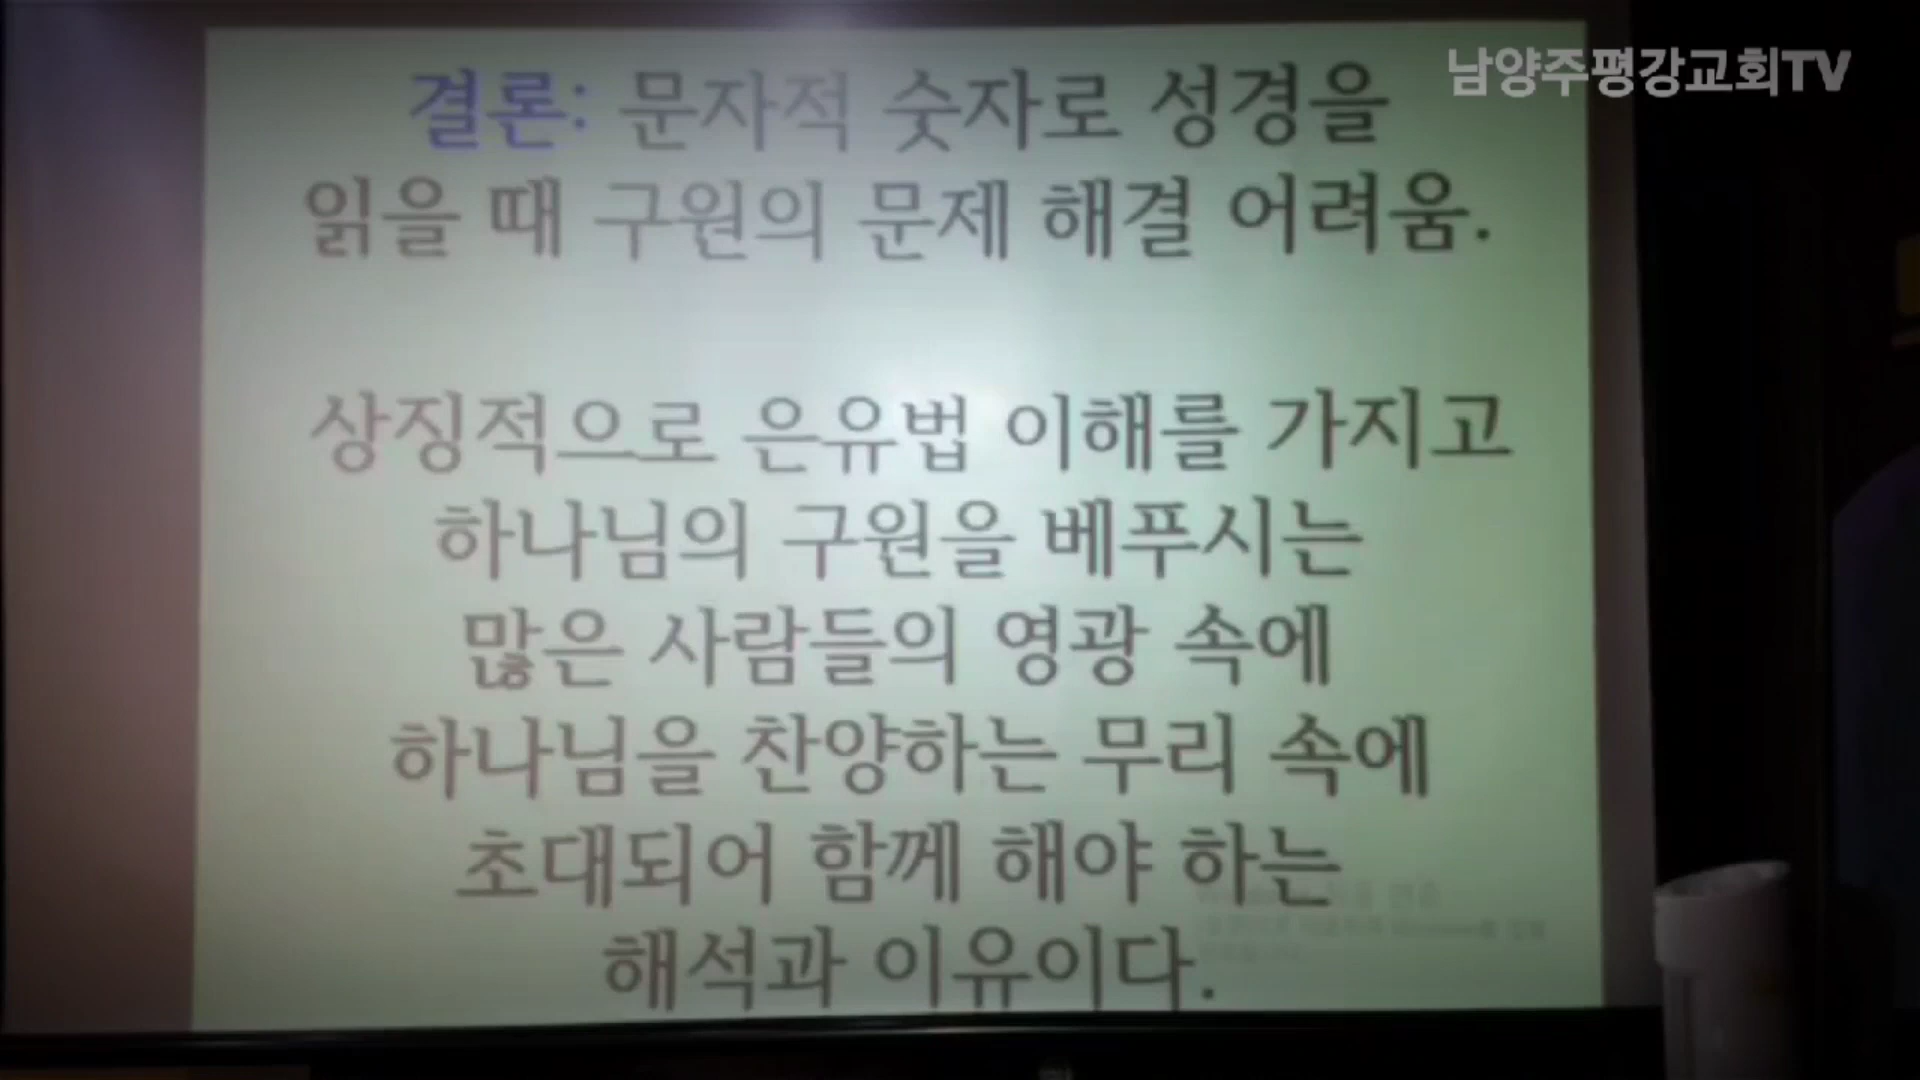 남양주평강교회TV
결론: 문자적 숫자로 성경을
읽을 때 구원의 문제 해결 어려움.
상징적으로 은유법 이해를 가지고
하나님의 구원을 베푸시는
많은 사람들의 영광 속에
하나님을 찬양하는 무리 속에
초대되어 함께 해야 하는
해석과 이유이다.